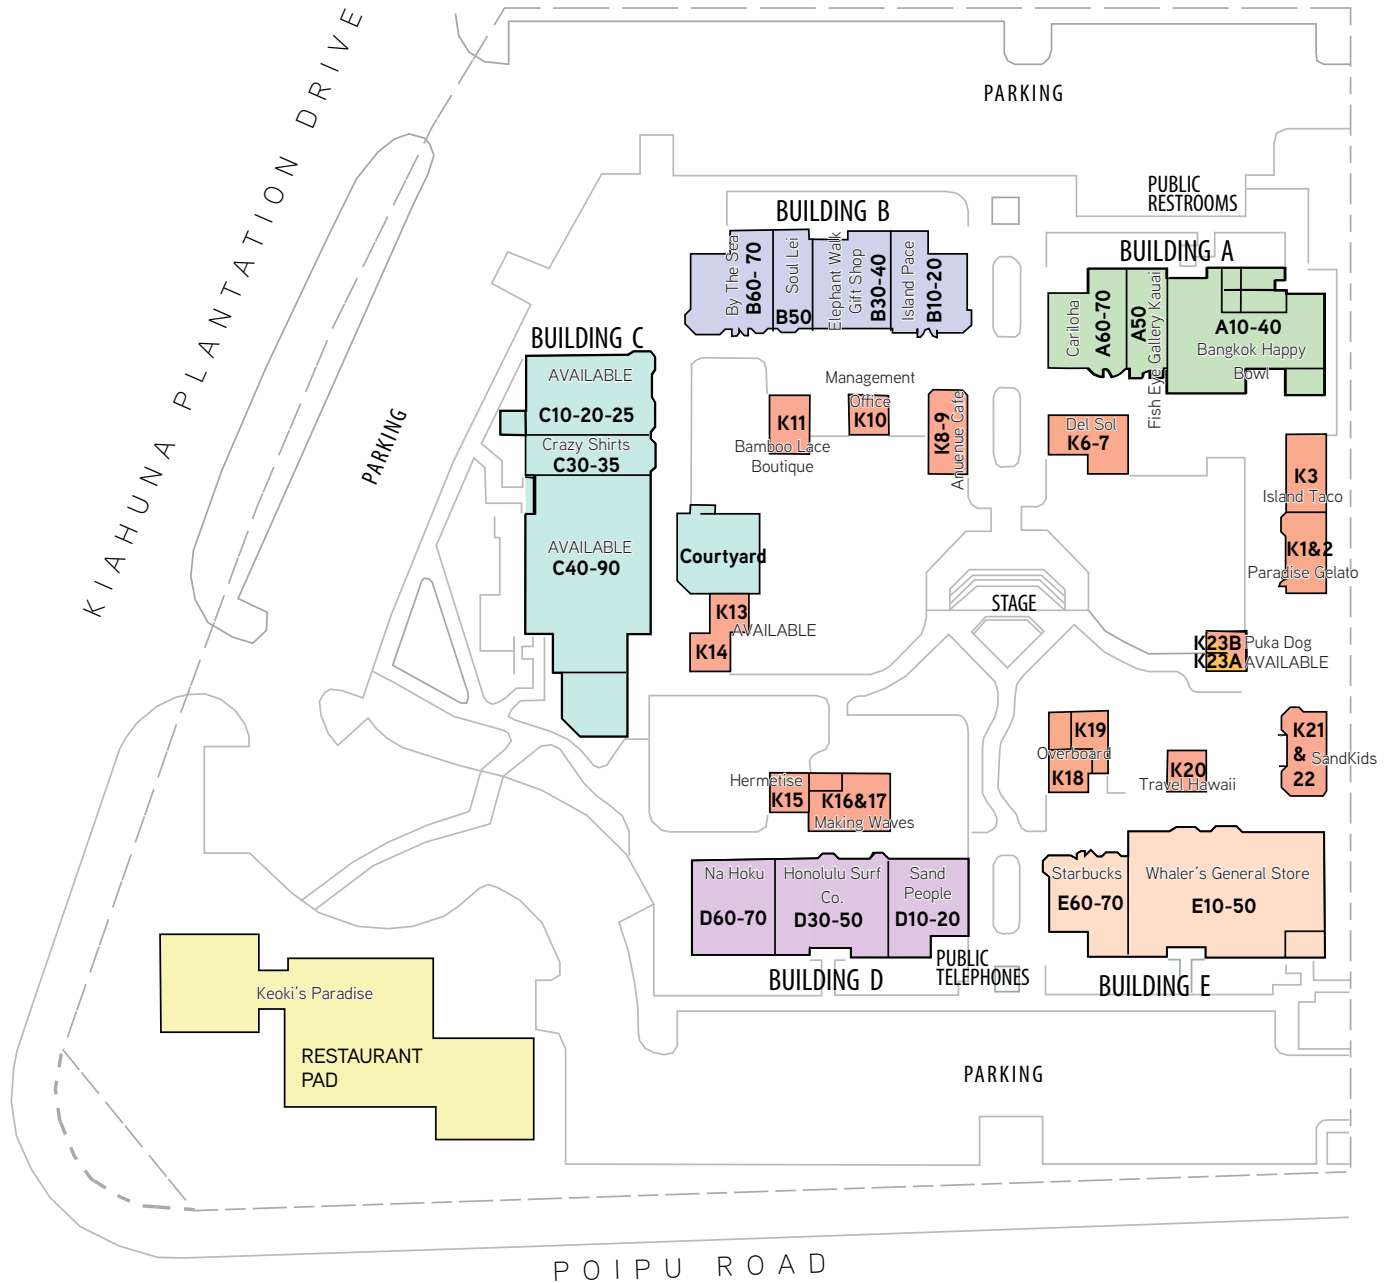 KIAHUNA PLANTATION DRIVE
PARKING
PARKING
PUBLIC
RESTROOMS
BUILDING B
By The Sea
B60- 70
Soul Lei
B50
Elephant Walk
Gift Shop
B30-40
Island Pace
B10-20
BUILDING A
Cariloha
A60-70
A50
Fish Eye Gallery Kauai
A10-40
Bangkok Happy
Bowl
BUILDING C
AVAILABLE
C10-20-25
Crazy Shirts
C30-35
AVAILABLE
C40-90
K11
Bamboo Lace
Boutique
Management
Office
K10
K8-9
Anuenue Cafe
Del Sol
K6-7
K3
Island Taco
K1&2
Paradise Gelato
Courtyard
K13
AVAILABLE
K14
STAGE
K23B Puka Dog
K23A AVAILABLE
K19
Overboard
K18
K20
Travel Hawaii
K21
&
22
SandKids
Hermetise
K15
K16&17
Making Waves
Na Hoku
D60-70
Honolulu Surf
Co.
D30-50
Sand
People
D10-20
BUILDING D
PUBLIC
TELEPHONES
Starbucks
E60-70
Whaler's General Store
E10-50
BUILDING E
Keoki's Paradise
RESTAURANT
PAD
PARKING
POIPU ROAD